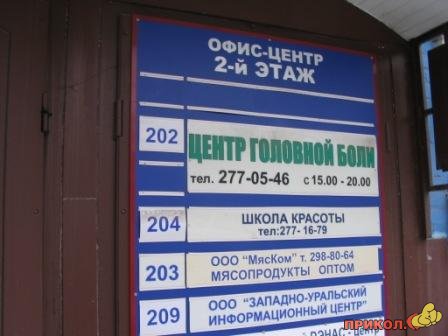 ОФИС-ЦЕНТР
2-й ЭТАЖ
202
ЦЕНТР ГОЛОВНОЙ БОЛИ
тел. 277-05-46 с 15.00 - 20.00
204
ШКОЛА КРАСОТЫ
тел:277- 16-79
203
ООО "МясКом" т. 298-80-64
МЯСОПРОДУКТЫ ОПТОМ
209
ООО "ЗАПАДНО-УРАЛЬСКИЙ
ИНФОРМАЦИОННЫЙ ЦЕНТР"